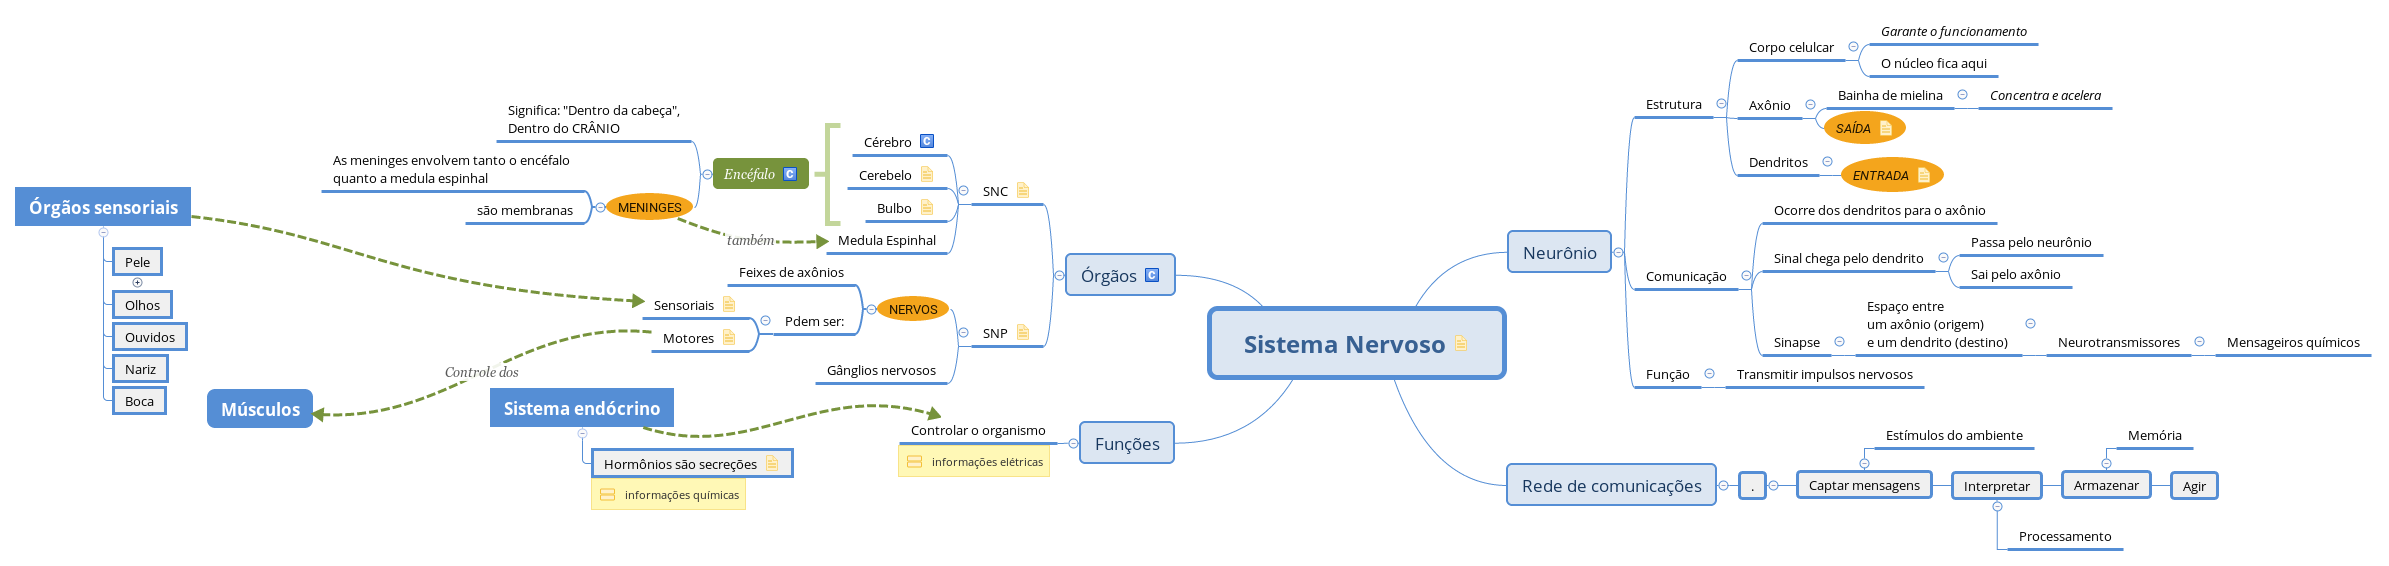 Sistema Nervoso
Neurônio
Estrutura
Corpo celulcar
Garante o funcionamento
O núcleo fica aqui
Axônio
Bainha de mielina
Concentra e acelera
SAÍDA
Dendritos
ENTRADA
Comunicação
Ocorre dos dendritos para o axônio
Sinal chega pelo dendrito
Passa pelo neurônio
Sai pelo axônio
Sinapse
Espaço entre
um axônio (origem)
e um dendrito (destino)
Neurotransmissores
Mensageiros químicos
Função
Transmitir impulsos nervosos
Rede de comunicações
.
Captar mensagens
Estímulos do ambiente
Interpretar
Processamento
Armazenar
Memória
Agir
Órgãos
C
SNC
Cérebro
C
Cerebelo
Bulbo
Medula Espinhal
Encéfalo
C
Significa: "Dentro da cabeça",
Dentro do CRÂNIO
MENINGES
As meninges envolvem tanto o encéfalo
quanto a medula espinhal
são membranas
também
SNP
NERVOS
Feixes de axônios
Pdem ser:
Sensoriais
Motores
Gânglios nervosos
Funções
Controlar o organismo
informações elétricas
Órgãos sensoriais
Pele
Olhos
Ouvidos
Nariz
Boca
Controle dos
Músculos
Sistema endócrino
Hormônios são secreções
informações químicas